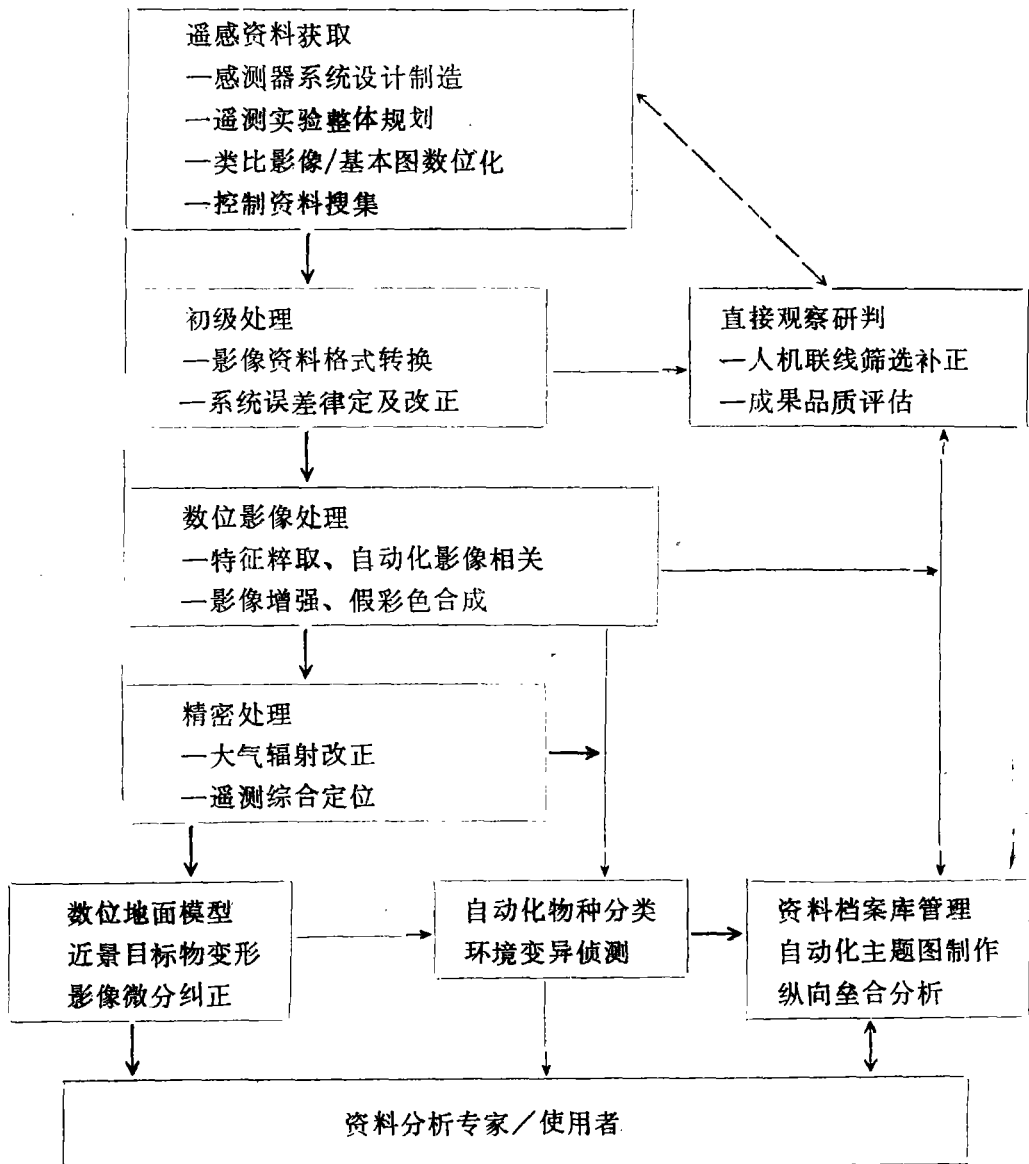 遥感资料获取
—感测器系统设计制造
—遥测实验整体规划
—类比影像/基本图数位化
—控制资料搜集
初级处理
—影像资料格式转换
—系统误差律定及改正
直接观察研判
—人机联线筛选补正
—成果品质评估
数位影像处理
—特征粹取、自动化影像相关
—影像增强、假彩色合成
精密处理
—大气辐射改正
—遥测综合定位
数位地面模型
近景目标物变形
影像微分纠正
自动化物种分类
环境变异侦测
资料档案库管理
自动化主题图制作
纵向垒合分析
资料分析专家／使用者